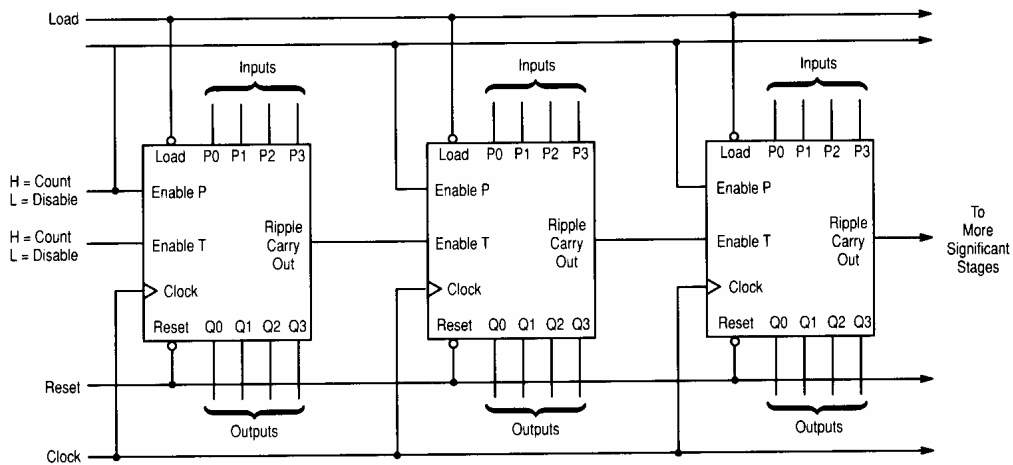 Load
Inputs
Inputs
Inputs
Load P0 P1 P2 P3
Load P0 P1 P2 P3
Load P0 P1 P2 P3
H = Count
L = Disable
Enable P
Enable P
Enable P
H = Count
L = Disable
Enable T
Ripple
Carry
Out
Enable T
Ripple
Carry
Out
Enable T
Ripple
Carry
Out
To
More
Significant
Stages
Clock
Clock
Clock
Reset Q0 Q1 Q2 Q3
Reset Q0 Q1 Q2 Q3
Reset Q0 Q1 Q2 Q3
Reset
Outputs
Outputs
Outputs
Clock